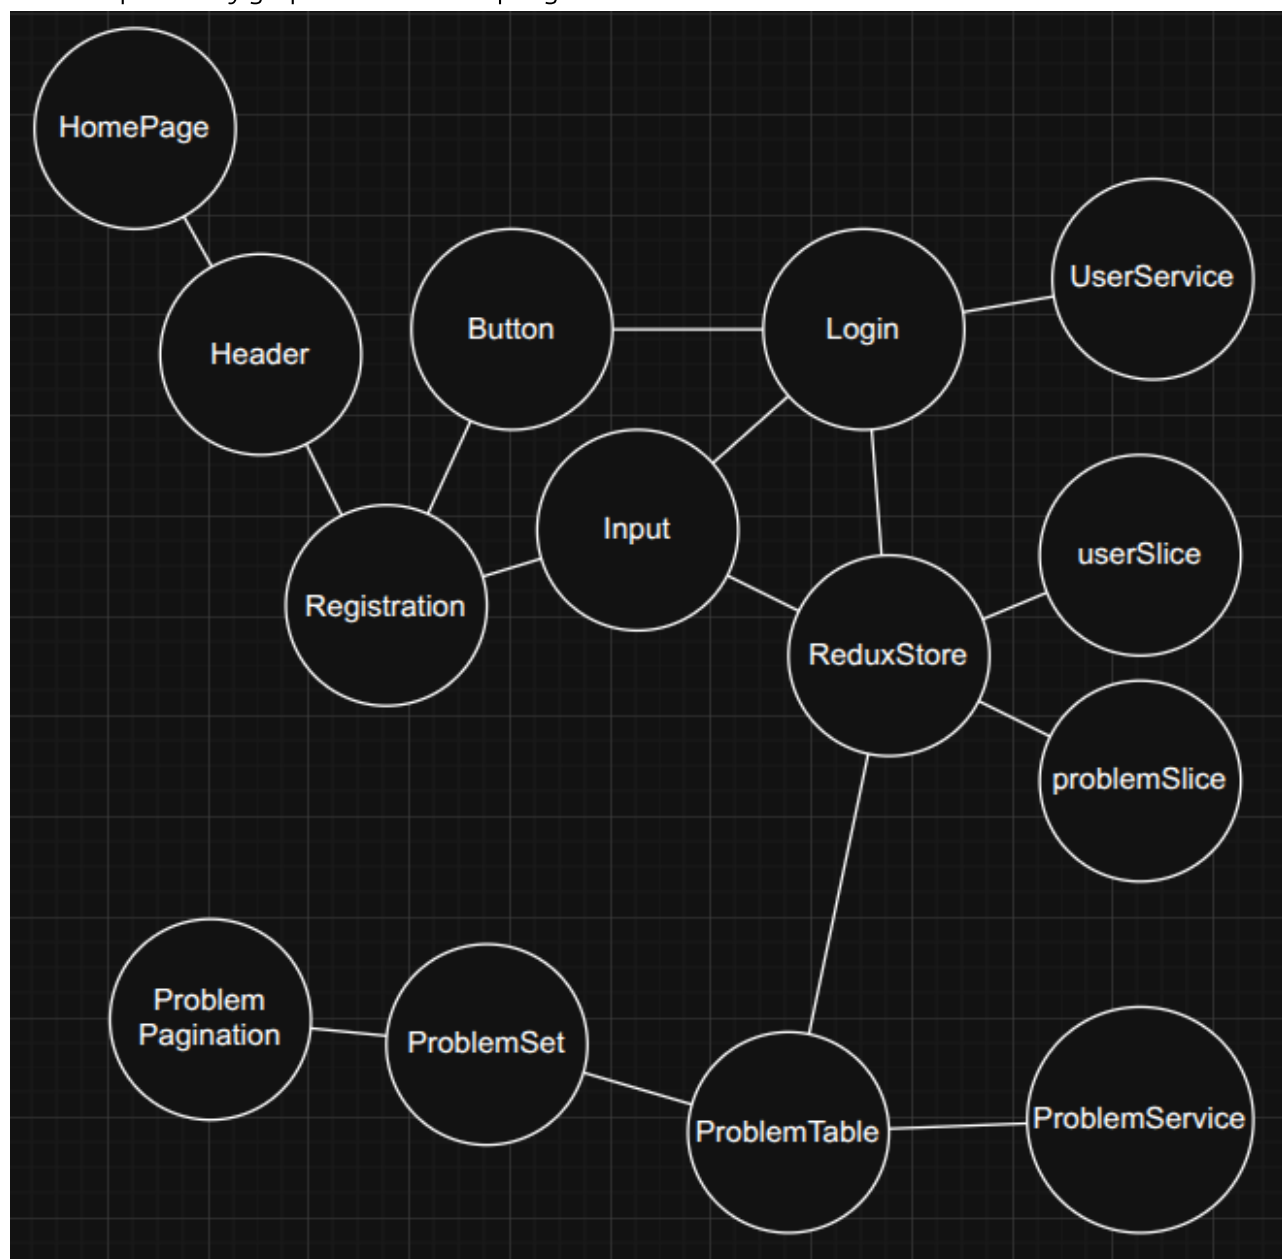 HomePage
UserService
Button
Login
Header
Input
userSlice
Registration
ReduxStore
problemSlice
Problem
Pagination
ProblemSet
ProblemTable
ProblemService